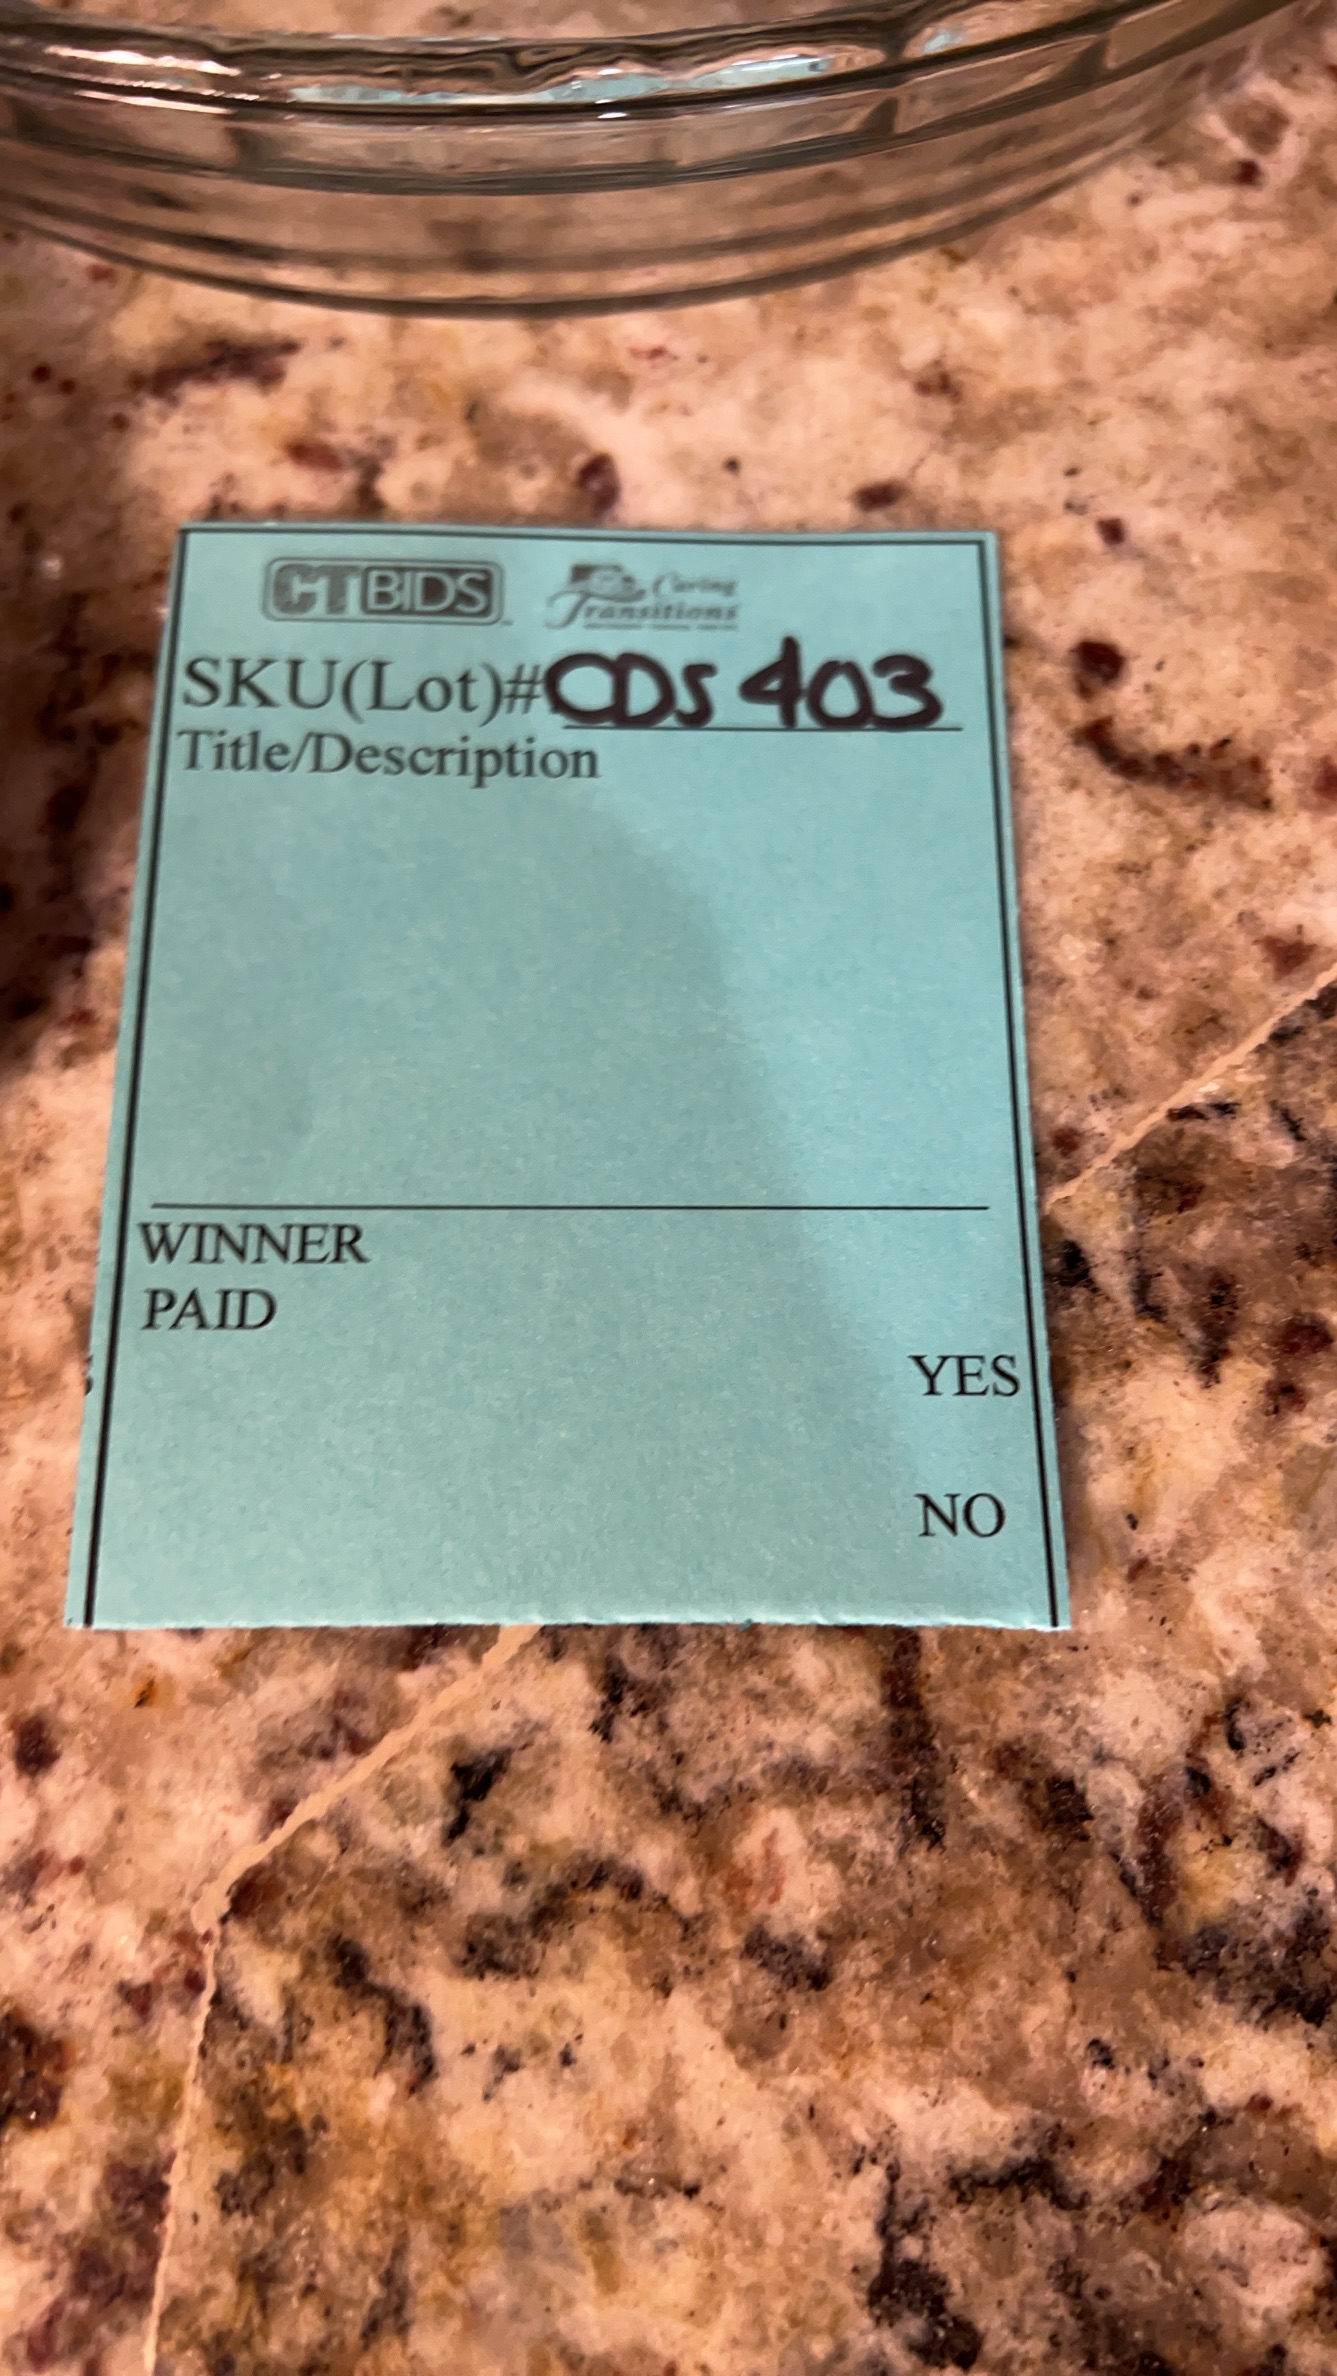 CTBIDS Caring Transitions
SKU(Lot)#CDS 403
Title/Description
WINNER
PAID
YES
NO